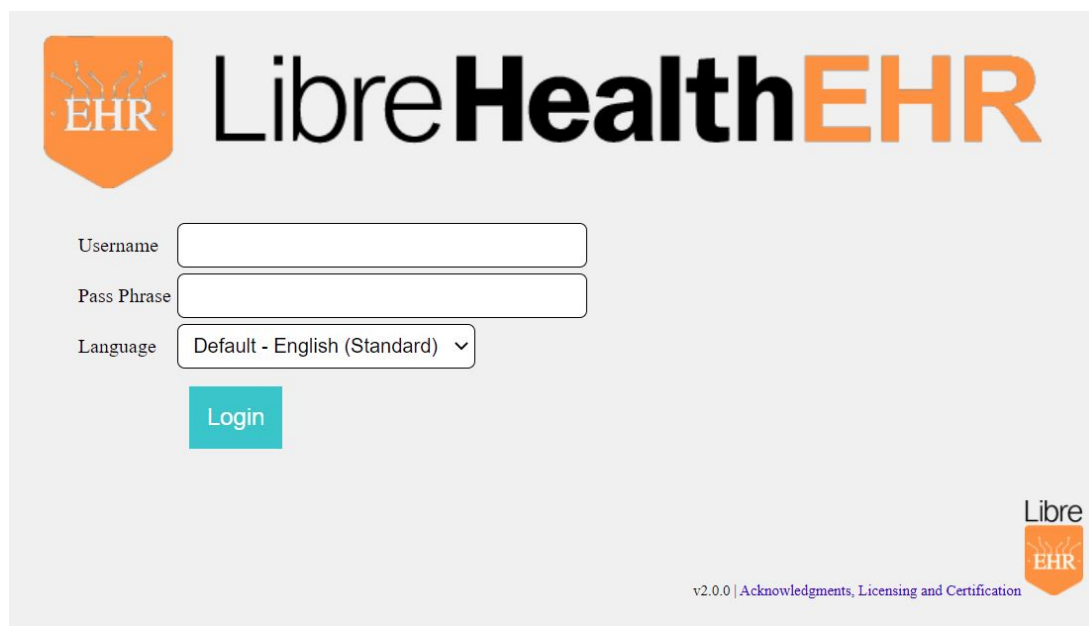 EHR LibreHealthEHR
Username
Pass Phrase
Language Default - English (Standard)
Login
Libre
EHR
v2.0.0 | Acknowledgments, Licensing and Certification